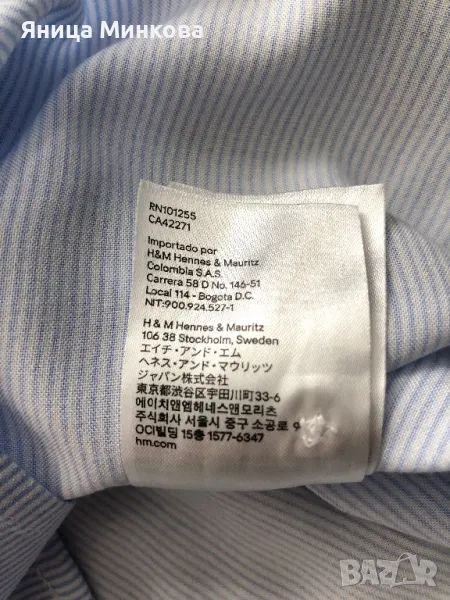 Яница Минкова
RN101255
CA42271
Importado por
H&M Hennes & Mauritz
Colombia S.A.S.
Carrera 58 D No. 146-51
Local 114 - Bogota D.C.
NIT:900.924.527-1
H & M Hennes & Mauritz
106 38 Stockholm, Sweden
エイチ・アンド・エム
ヘネス・アンド・マウリッツ
ジャパン株式会社
東京都渋谷区宇田川町33-6
에이치앤엠헤네스앤모리츠
주식회사 서울시 중구 소공로 9
OCI빌딩 15층 1577-6347
hm.com
bazar.bg